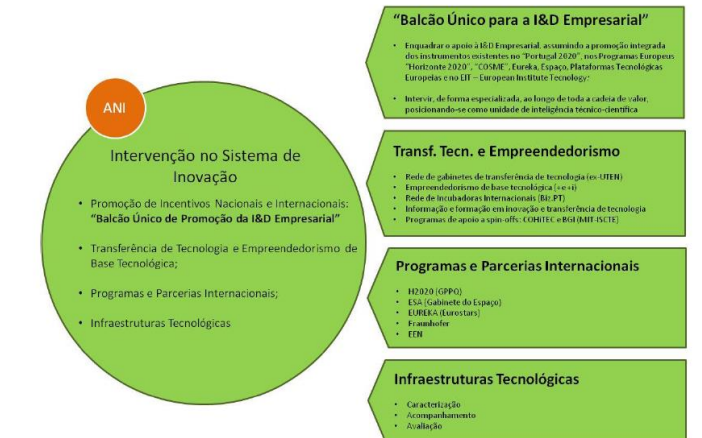 ANI
Intervenção no Sistema de
Inovação
• Promoção de Incentivos Nacionais e Internacionais:
“Balcão Único de Promoção da I&D Empresarial”
• Transferência de Tecnologia e Empreendedorismo de
Base Tecnológica;
• Programas e Parcerias Internacionais;
• Infraestruturas Tecnológicas
“Balcão Único para a I&D Empresarial”
• Enquadrar o apoio à I&D Empresarial, assumindo a promoção integrada
dos instrumentos existentes no “Portugal 2020”, nos Programas Europeus
“Horizonte 2020”, “COSME”, Eureka, Espaço, Plataformas Tecnológicas
Europeias e no EIT – European Institute Tecnology;
• Intervir, de forma especializada, ao longo de toda a cadeia de valor,
posicionando-se como unidade de inteligência técnico-científica
Transf. Tecn. e Empreendedorismo
• Rede de gabinetes de transferência de tecnologia (ex-UTEN)
• Empreendedorismo de base tecnológica (+e+i)
• Rede de Incubadoras Internacionais (Biz.PT)
• Informação e formação em inovação e transferência de tecnologia
• Programas de apoio a spin-offs: COHiTEC e BGI (MIT-ISCTE)
Programas e Parcerias Internacionais
• H2020 (GPPQ)
• ESA (Gabinete do Espaço)
• EUREKA (Eurostars)
• Fraunhofer
• EEN
Infraestruturas Tecnológicas
• Caracterização
• Acompanhamento
• Avaliação